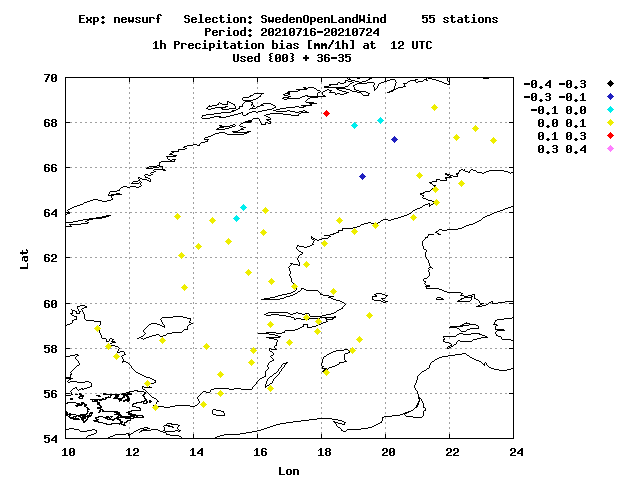 Exp: newsurf Selection: SwedenOpenLandWind 55 stations
Period: 20210716-20210724
1h Precipitation bias [mm/1h] at 12 UTC
Used {00} + 36-35
-0.4 -0.3
-0.3 -0.1
-0.1 0.0
0.0 0.1
0.1 0.3
0.3 0.4
70
68
66
64
62
60
58
56
54
Lat
10 12 14 16 18 20 22 24
Lon